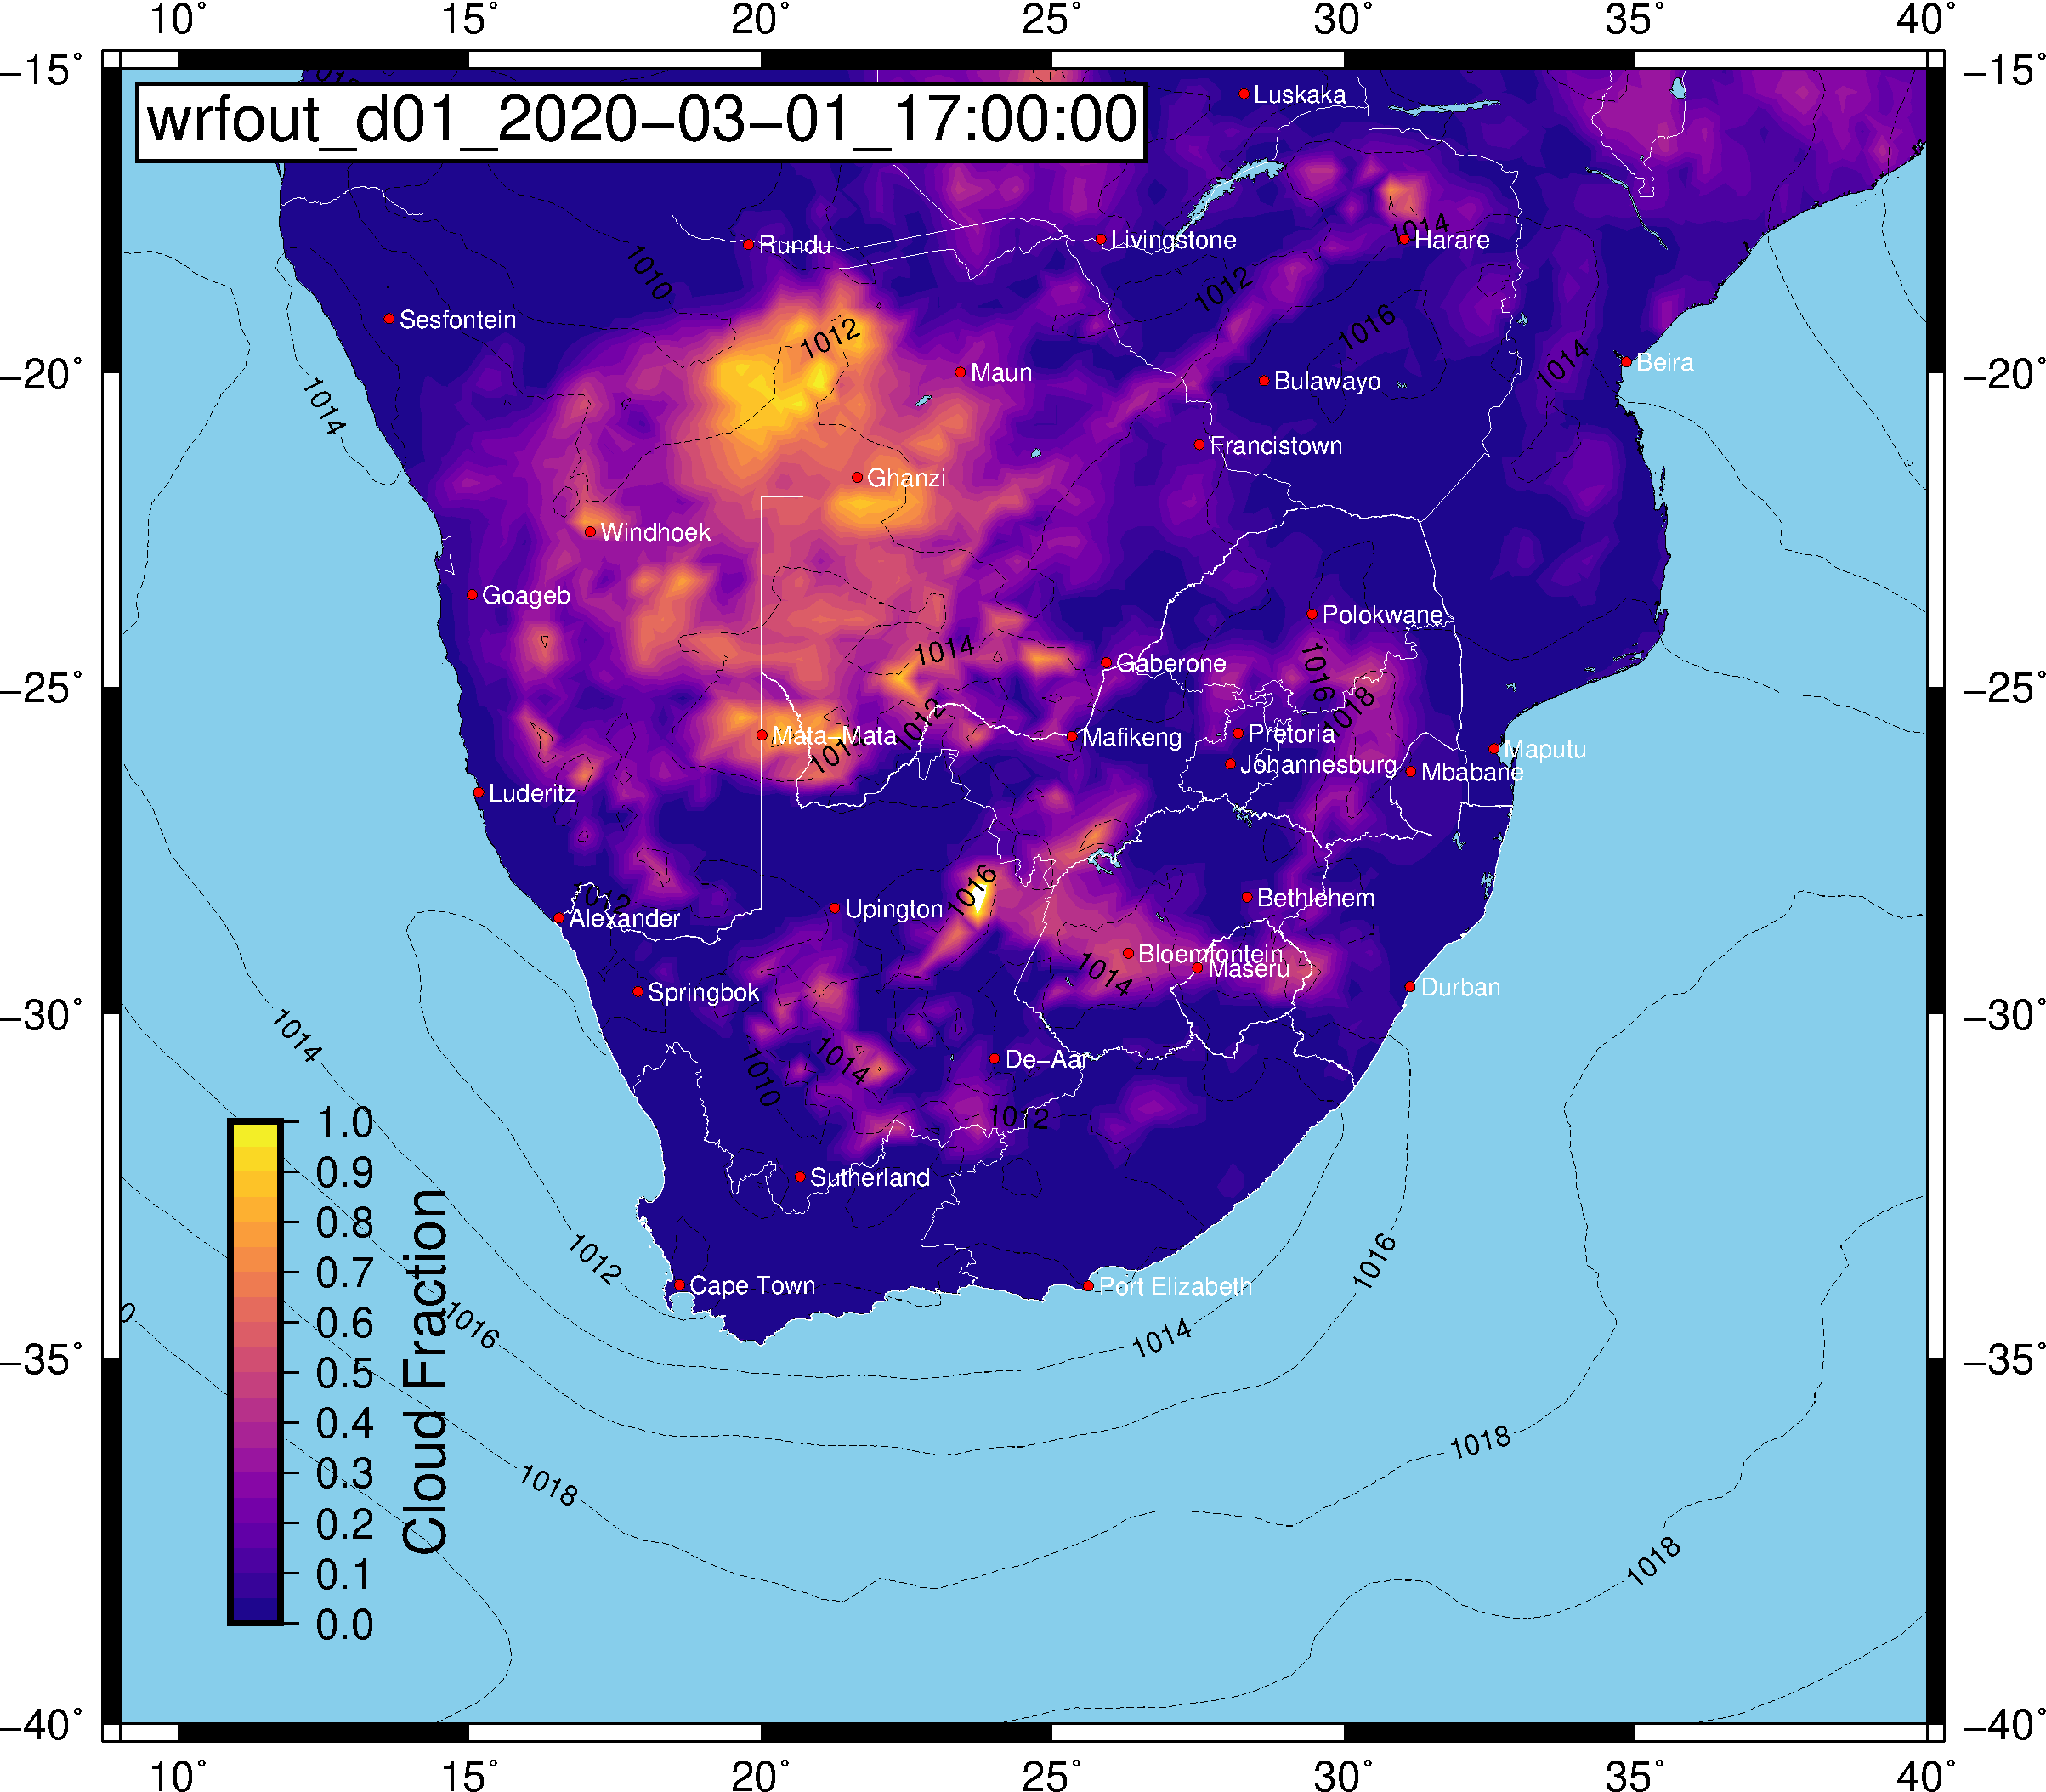 10° 15° 20° 25° 30° 35° 40°
-15° -15°
wrfout_d01_2020-03-01_17:00:00
Luskaka
1014
Rundu Livingstone Harare
1010 1012
Sesfontein 1012 1016
1014
-20° Maun Beira -20°
1014 Bulawayo
Francistown
Ghanzi
Windhoek
Goageb
Polokwane
1014 1016
Gaberone
-25° -25°
1012 1018
Mata-Mata Mafikeng Pretoria Maputu
Johannesburg Mbabane
Luderitz
1016
1012 Bethlehem
Alexander Upington
Bloemfontein
1014 Maseru
Springbok Durban
-30° -30°
1014
1014 De-Aar
1010
1012
Sutherland
1012 1016
Cape Town Port Elizabeth
1016 1014
-35° -35°
1018
1018
1018
1.0
0.9
0.8
0.7
0.6
0.5
0.4
0.3
0.2
0.1
0.0
Cloud Fraction
-40° -40°
10° 15° 20° 25° 30° 35° 40°